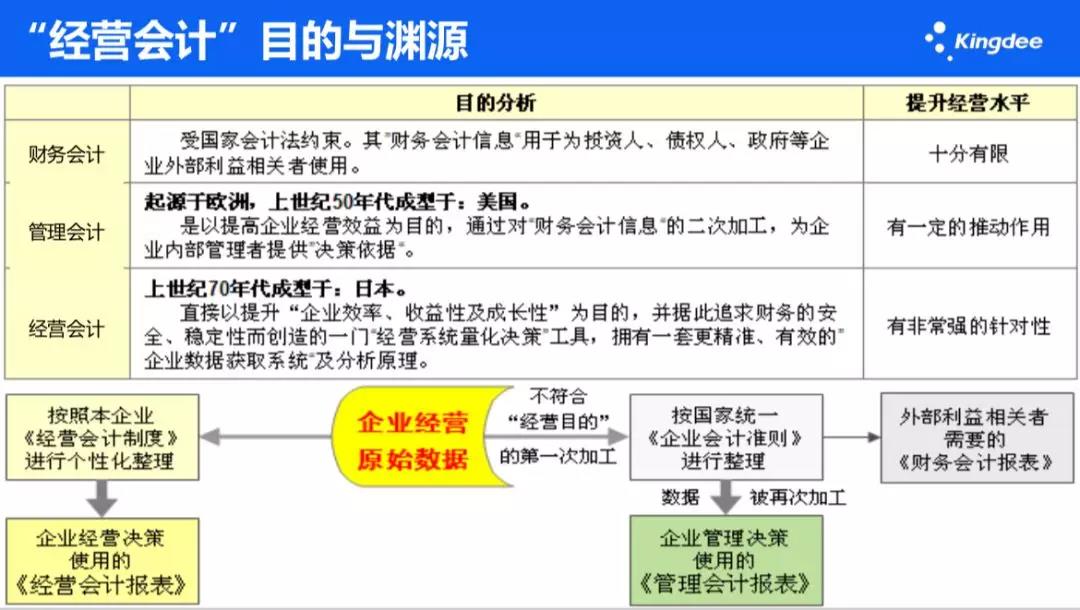 “经营会计”目的与渊源
Kingdee
目的分析
提升经营水平
财务会计
受国家会计法约束。其”财务会计信息“用于为投资人、债权人、政府等企
业外部利益相关者使用。
十分有限
管理会计
起源于欧洲，上世纪50年代成型于：美国。
是以提高企业经营效益为目的，通过对”财务会计信息“的二次加工，为企
业内部管理者提供”决策依据“。
有一定的推动作用
经营会计
上世纪70年代成型于：日本。
直接以提升“企业效率、收益性及成长性”为目的，并据此追求财务的安
全、稳定性而创造的一门“经营系统量化决策”工具，拥有一套更精准、有效的”
企业数据获取系统“及分析原理。
有非常强的针对性
按照本企业
《经营会计制度》
进行个性化整理
企业经营
原始数据
不符合
“经营目的”
的第一次加工
按国家统一
《企业会计准则》
进行整理
外部利益相关者
需要的
《财务会计报表》
数据 被再次加工
企业经营决策
使用的
《经营会计报表》
企业管理决策
使用的
《管理会计报表》